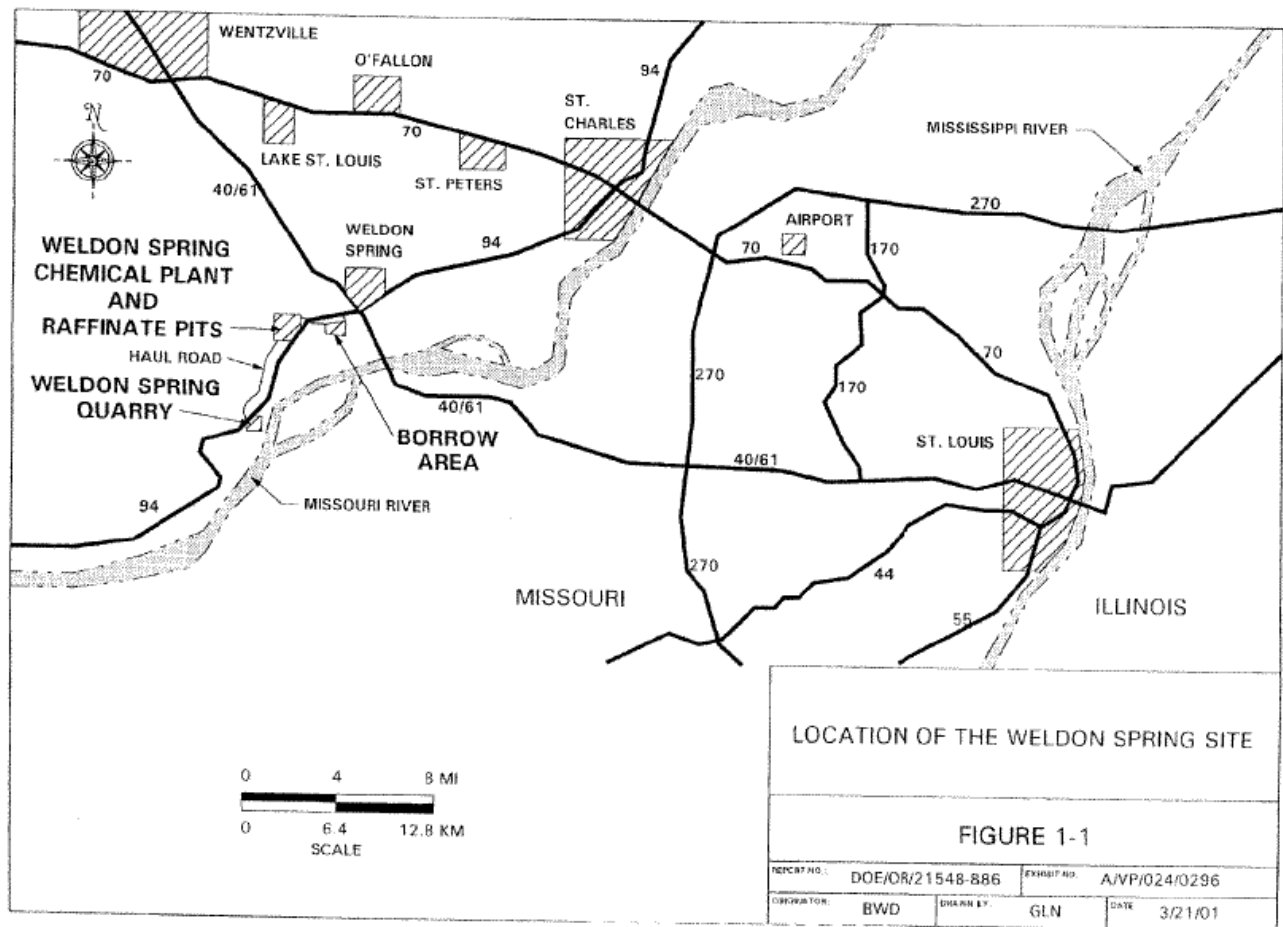 WENTZVILLE
O'FALLON
70
94
ST.
CHARLES
N
70
MISSISSIPPI RIVER
LAKE ST. LOUIS
ST. PETERS
40/61
270
AIRPORT
WELDON
SPRING
94
70
170
WELDON SPRING
CHEMICAL PLANT
AND
RAFFINATE PITS
HAUL ROAD
WELDON SPRING
QUARRY
270
170
70
40/61
BORROW
AREA
ST. LOUIS
40/61
94
MISSOURI RIVER
270
44
MISSOURI
ILLINOIS
55
LOCATION OF THE WELDON SPRING SITE
0 4 8 MI
0 6.4 12.8 KM
SCALE
FIGURE 1-1
REPORT NO.: DOE/OR/21548-886 EXHIBIT NO. A/VP/024/0296
ORIGINATOR: BWD DRAWN BY: GLN DATE 3/21/01